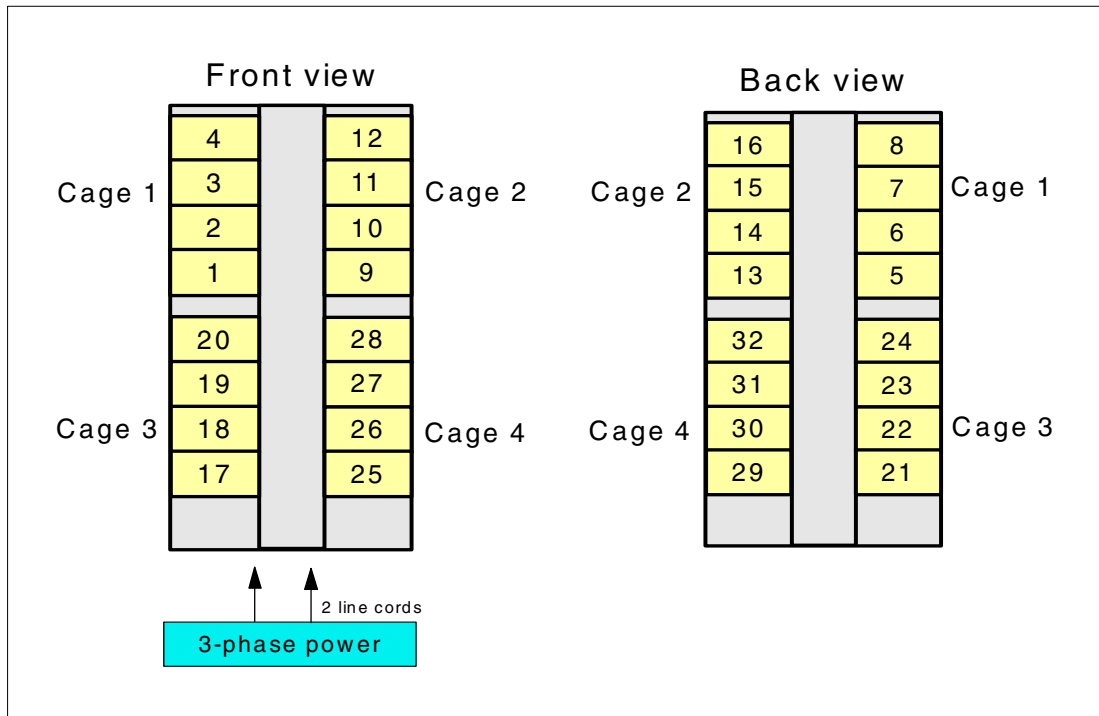 Front view
4 12
3 11
Cage 1 Cage 2
2 10
1 9
20 28
19 27
18 26
Cage 3 Cage 4
17 25
2 line cords
3-phase power
Back view
16 8
15 7
Cage 2 Cage 1
14 6
13 5
32 24
31 23
30 22
Cage 4 Cage 3
29 21